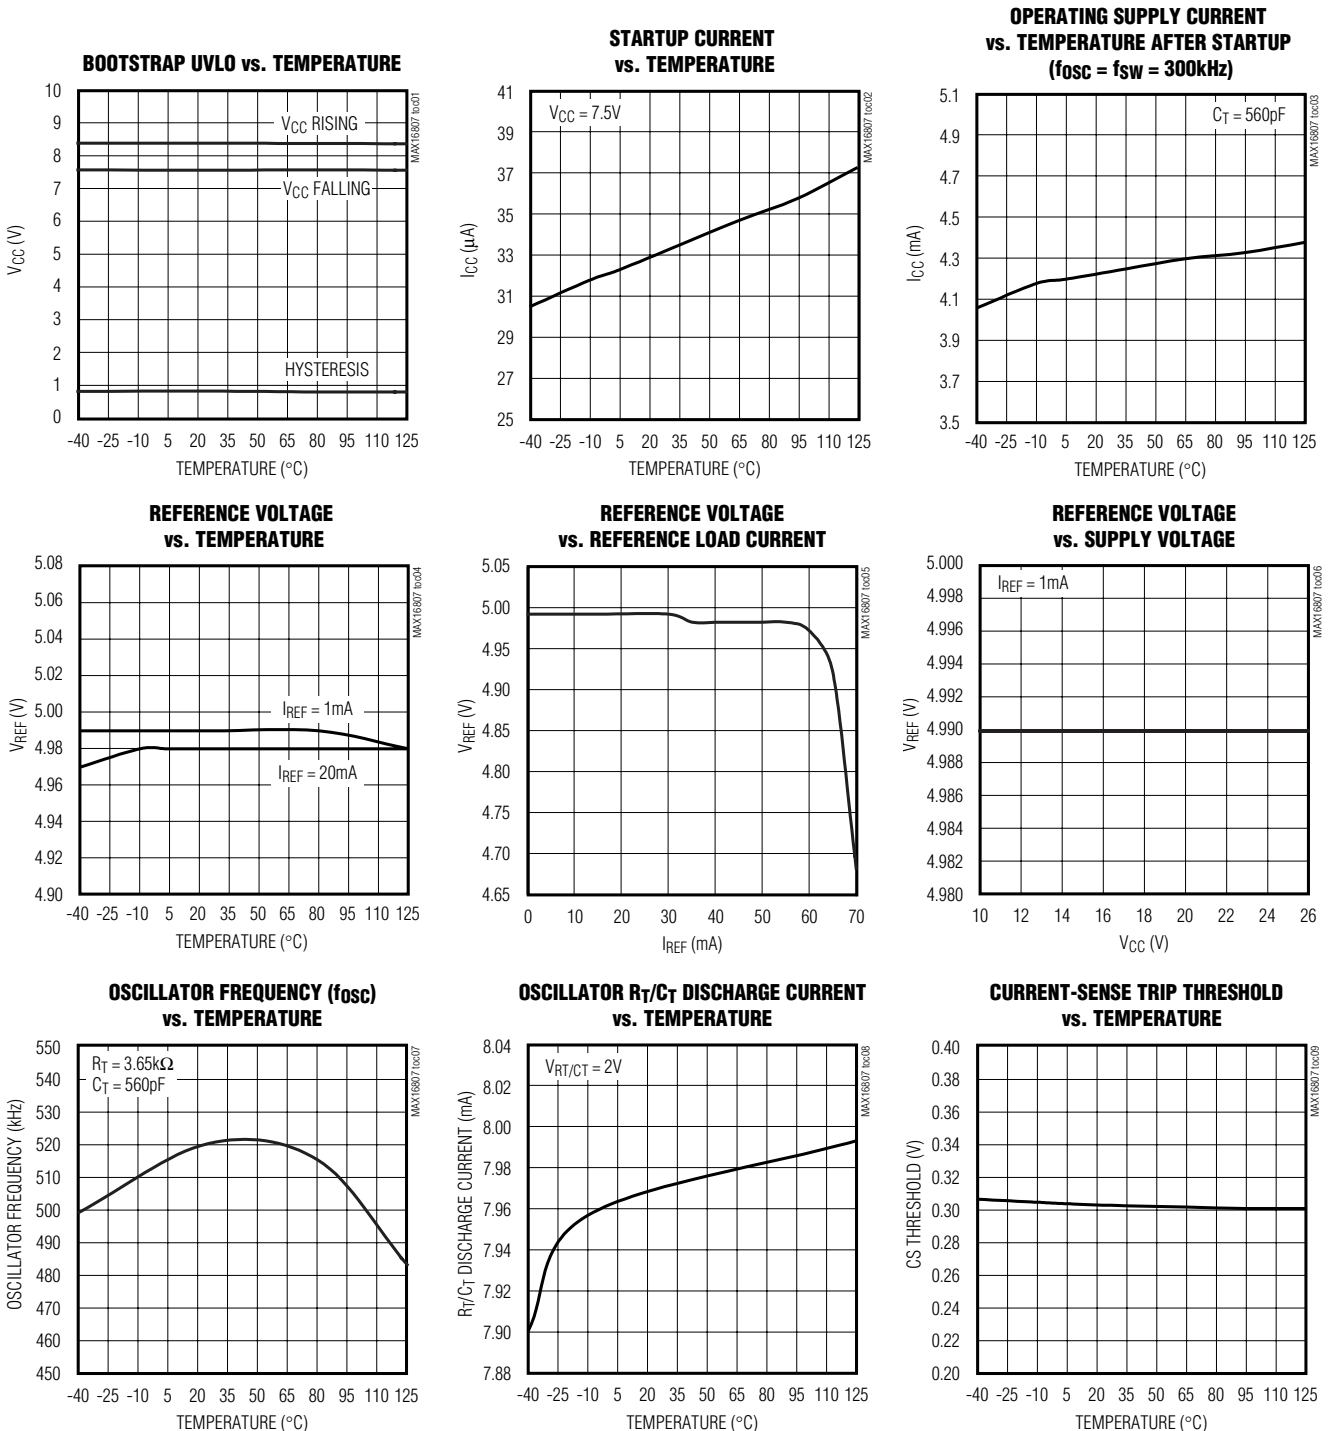 BOOTSTRAP UVLO vs. TEMPERATURE
MAX16807 toc01
VCC (V)
10
9
8
7
6
5
4
3
2
1
0
VCC RISING
VCC FALLING
HYSTERESIS
-40 -25 -10 5 20 35 50 65 80 95 110 125
TEMPERATURE (°C)
STARTUP CURRENT
vs. TEMPERATURE
MAX16807 toc02
ICC (μA)
41
39
37
35
33
31
29
27
25
VCC = 7.5V
-40 -25 -10 5 20 35 50 65 80 95 110 125
TEMPERATURE (°C)
OPERATING SUPPLY CURRENT
vs. TEMPERATURE AFTER STARTUP
(fOSC = fSW = 300kHz)
MAX16807 toc03
ICC (mA)
5.1
4.9
4.7
4.5
4.3
4.1
3.9
3.7
3.5
CT = 560pF
-40 -25 -10 5 20 35 50 65 80 95 110 125
TEMPERATURE (°C)
REFERENCE VOLTAGE
vs. TEMPERATURE
MAX16807 toc04
VREF (V)
5.08
5.06
5.04
5.02
5.00
4.98
4.96
4.94
4.92
4.90
IREF = 1mA
IREF = 20mA
-40 -25 -10 5 20 35 50 65 80 95 110 125
TEMPERATURE (°C)
REFERENCE VOLTAGE
vs. REFERENCE LOAD CURRENT
MAX16807 toc05
VREF (V)
5.05
5.00
4.95
4.90
4.85
4.80
4.75
4.70
4.65
0 10 20 30 40 50 60 70
IREF (mA)
REFERENCE VOLTAGE
vs. SUPPLY VOLTAGE
MAX16807 toc06
VREF (V)
5.000
4.998
4.996
4.994
4.992
4.990
4.988
4.986
4.984
4.982
4.980
IREF = 1mA
10 12 14 16 18 20 22 24 26
VCC (V)
OSCILLATOR FREQUENCY (fOSC)
vs. TEMPERATURE
MAX16807 toc07
OSCILLATOR FREQUENCY (kHz)
550
540
530
520
510
500
490
480
470
460
450
RT = 3.65kΩ
CT = 560pF
-40 -25 -10 5 20 35 50 65 80 95 110 125
TEMPERATURE (°C)
OSCILLATOR RT/CT DISCHARGE CURRENT
vs. TEMPERATURE
MAX16807 toc08
RT/CT DISCHARGE CURRENT (mA)
8.04
8.02
8.00
7.98
7.96
7.94
7.92
7.90
7.88
VRT/CT = 2V
-40 -25 -10 5 20 35 50 65 80 95 110 125
TEMPERATURE (°C)
CURRENT-SENSE TRIP THRESHOLD
vs. TEMPERATURE
MAX16807 toc09
CS THRESHOLD (V)
0.40
0.38
0.36
0.34
0.32
0.30
0.28
0.26
0.24
0.22
0.20
-40 -25 -10 5 20 35 50 65 80 95 110 125
TEMPERATURE (°C)